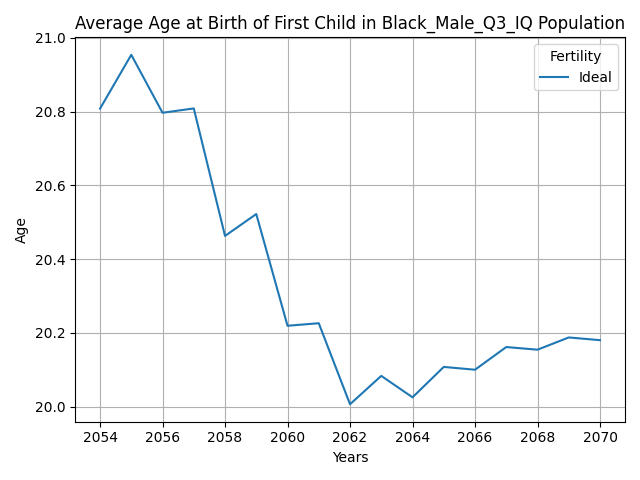 Average Age at Birth of First Child in Black_Male_Q3_IQ Population
Fertility
Ideal
21.0
20.8
20.6
20.4
20.2
20.0
Age
2054 2056 2058 2060 2062 2064 2066 2068 2070
Years